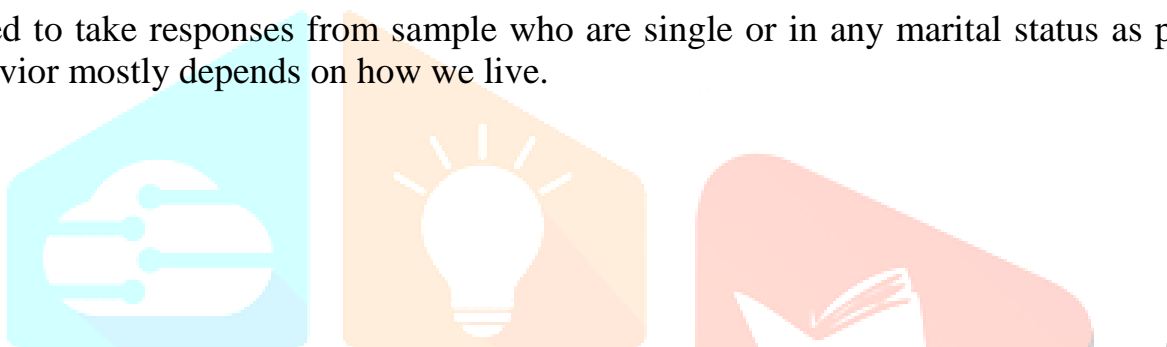 ed to take responses from sample who are single or in any marital status as p
vior mostly depends on how we live.